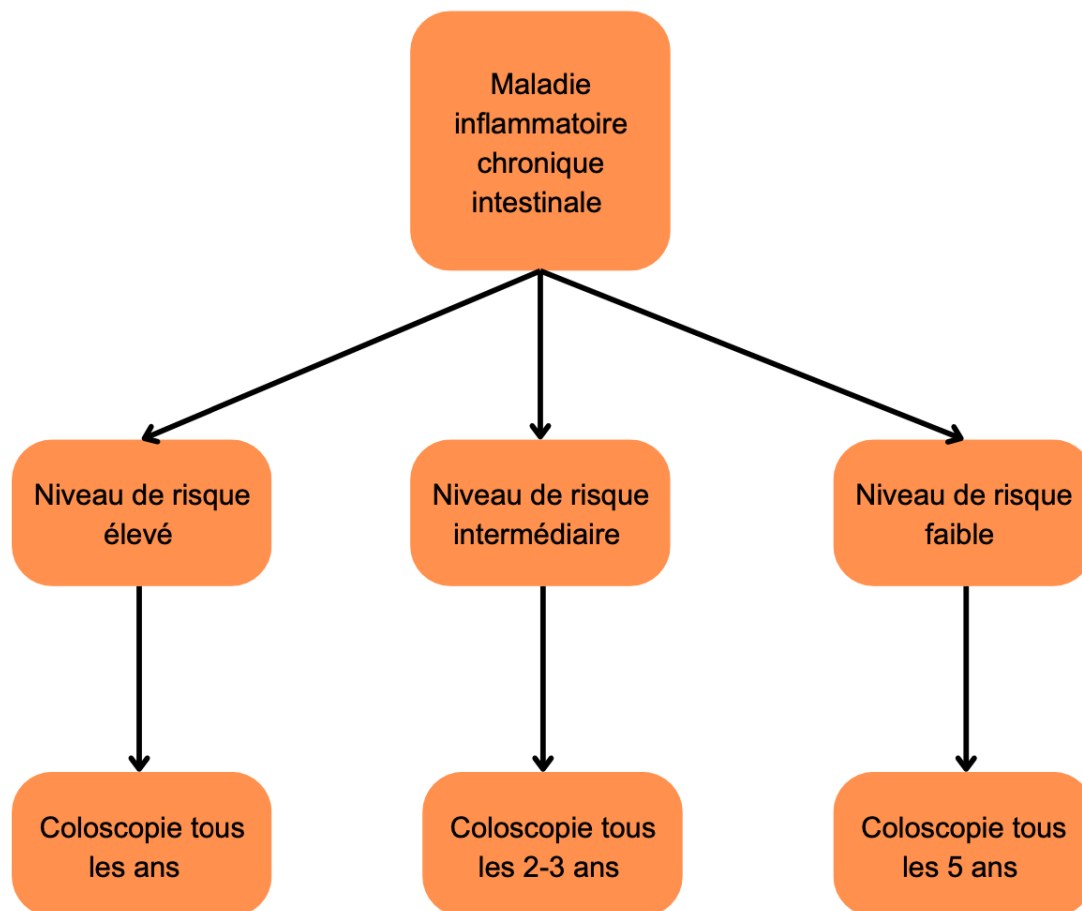 Maladie
inflammatoire
chronique
intestinale
Niveau de risque
élevé
Niveau de risque
intermédiaire
Niveau de risque
faible
Coloscopie tous
les ans
Coloscopie tous
les 2-3 ans
Coloscopie tous
les 5 ans